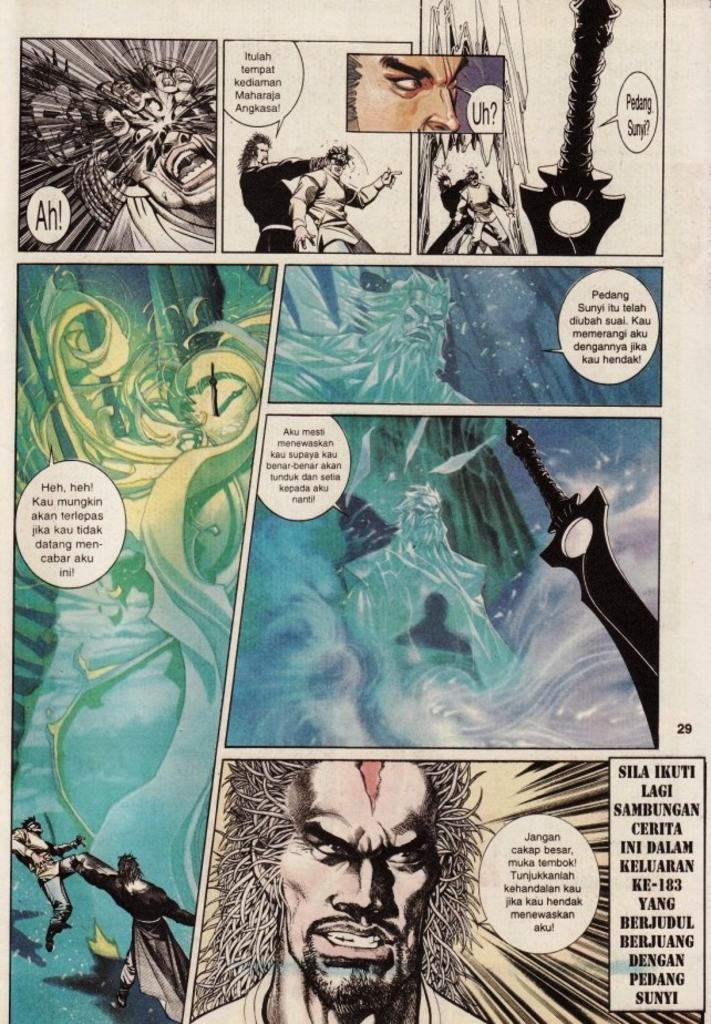 Ah!
Itulah
tempat
kediaman
Maharaja
Angkasa!
Uh?
Pedang
Sunyi?
Heh, heh!
Kau mungkin
akan terlepas
jika kau tidak
datang men-
cabar aku
ini!
Pedang
Sunyi itu telah
diubah suai. Kau
memerangi aku
dengannya jika
kau hendak!
Aku mesti
menewaskan
kau supaya kau
benar-benar akan
tunduk dan setia
kepada aku
nanti!
29
Jangan
cakap besar,
muka tembok!
Tunjukkanlah
kehandalan kau
jika kau hendak
menewaskan
aku!
SILA IKUTI
LAGI
SAMBUNGAN
CERITA
INI DALAM
KELUARAN
KE-183
YANG
BERJUDUL
BERJUANG
DENGAN
PEDANG
SUNYI